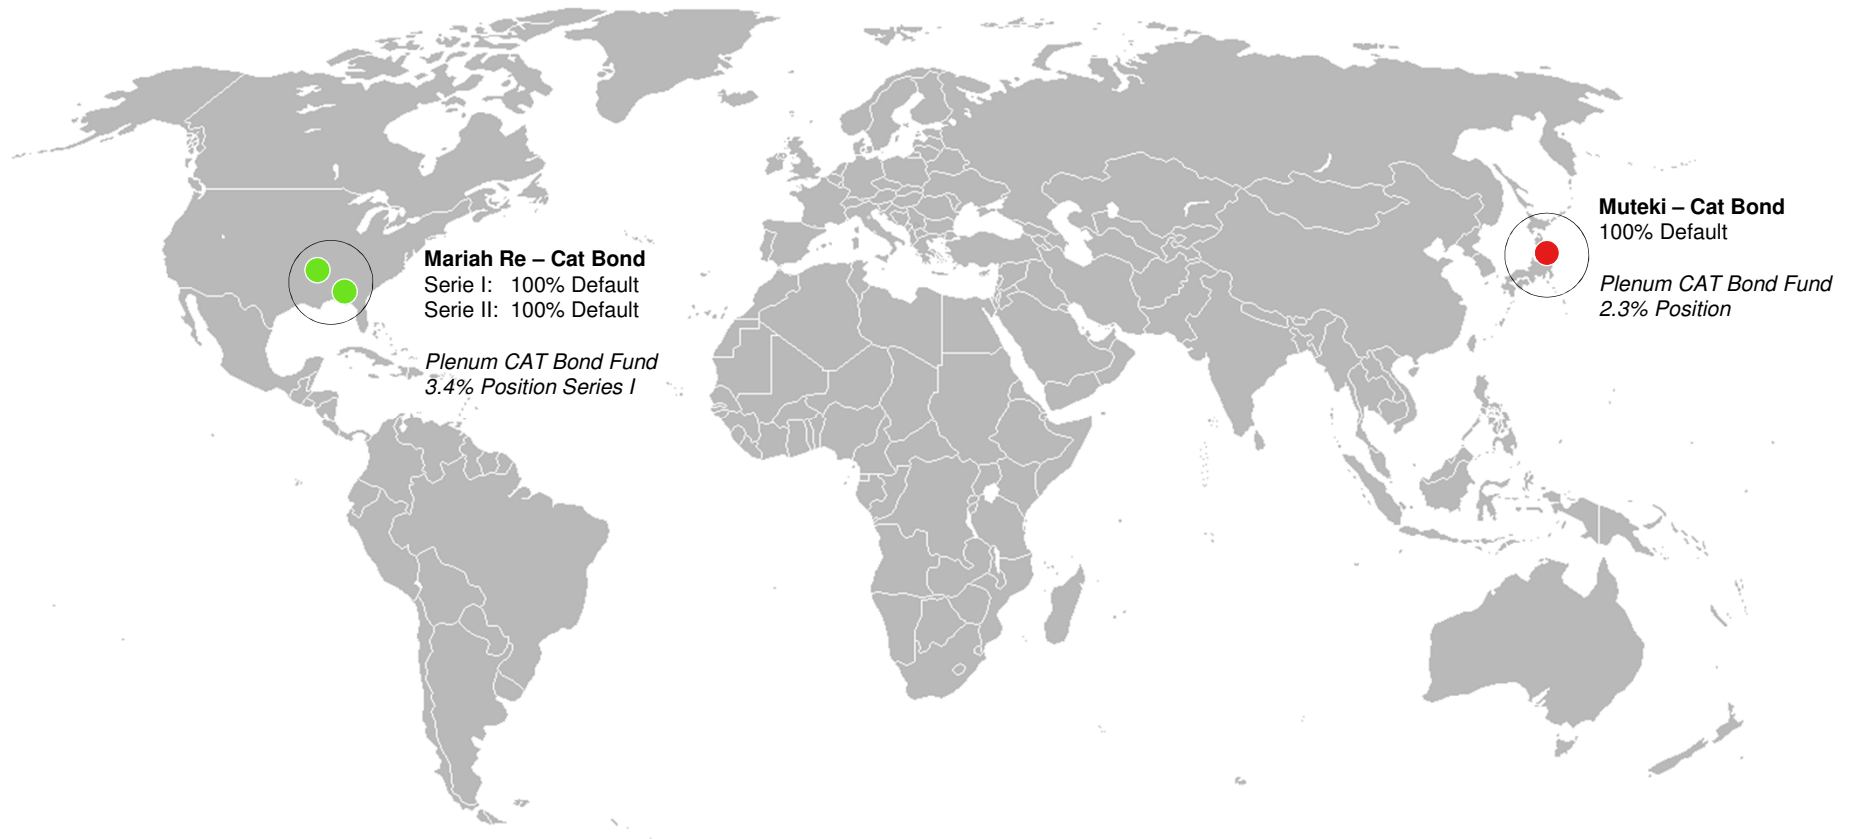 Mariah Re – Cat Bond
Serie I: 100% Default
Serie II: 100% Default
Plenum CAT Bond Fund
3.4% Position Series I
Muteki – Cat Bond
100% Default
Plenum CAT Bond Fund
2.3% Position